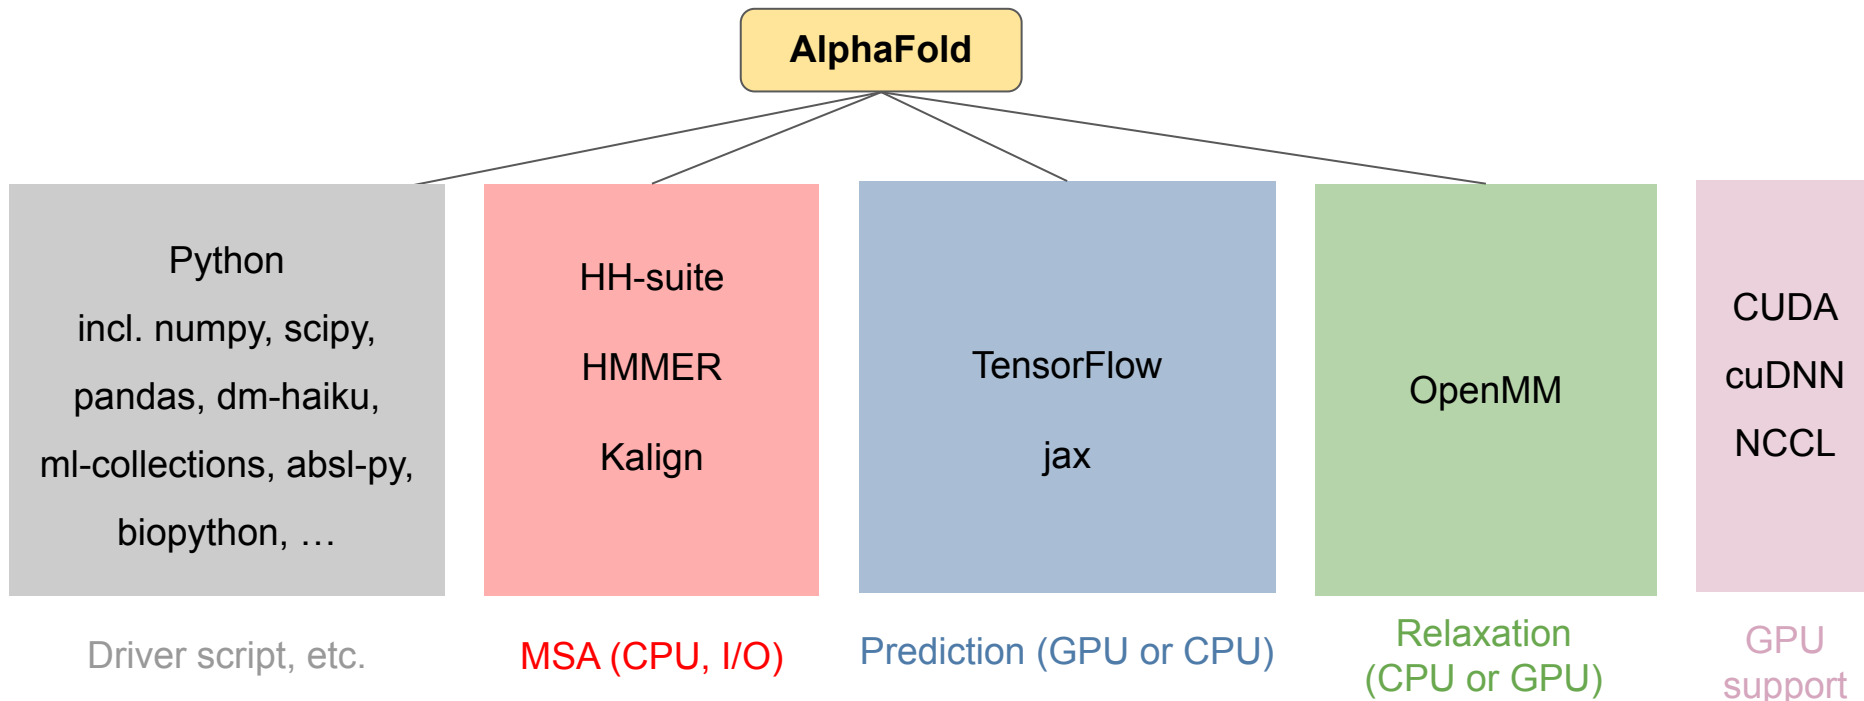 AlphaFold
Python
incl. numpy, scipy,
pandas, dm-haiku,
ml-collections, absl-py,
biopython, …
HH-suite
HMMER
Kalign
TensorFlow
jax
OpenMM
CUDA
cuDNN
NCCL
Driver script, etc.
MSA (CPU, I/O)
Prediction (GPU or CPU)
Relaxation
(CPU or GPU)
GPU
support